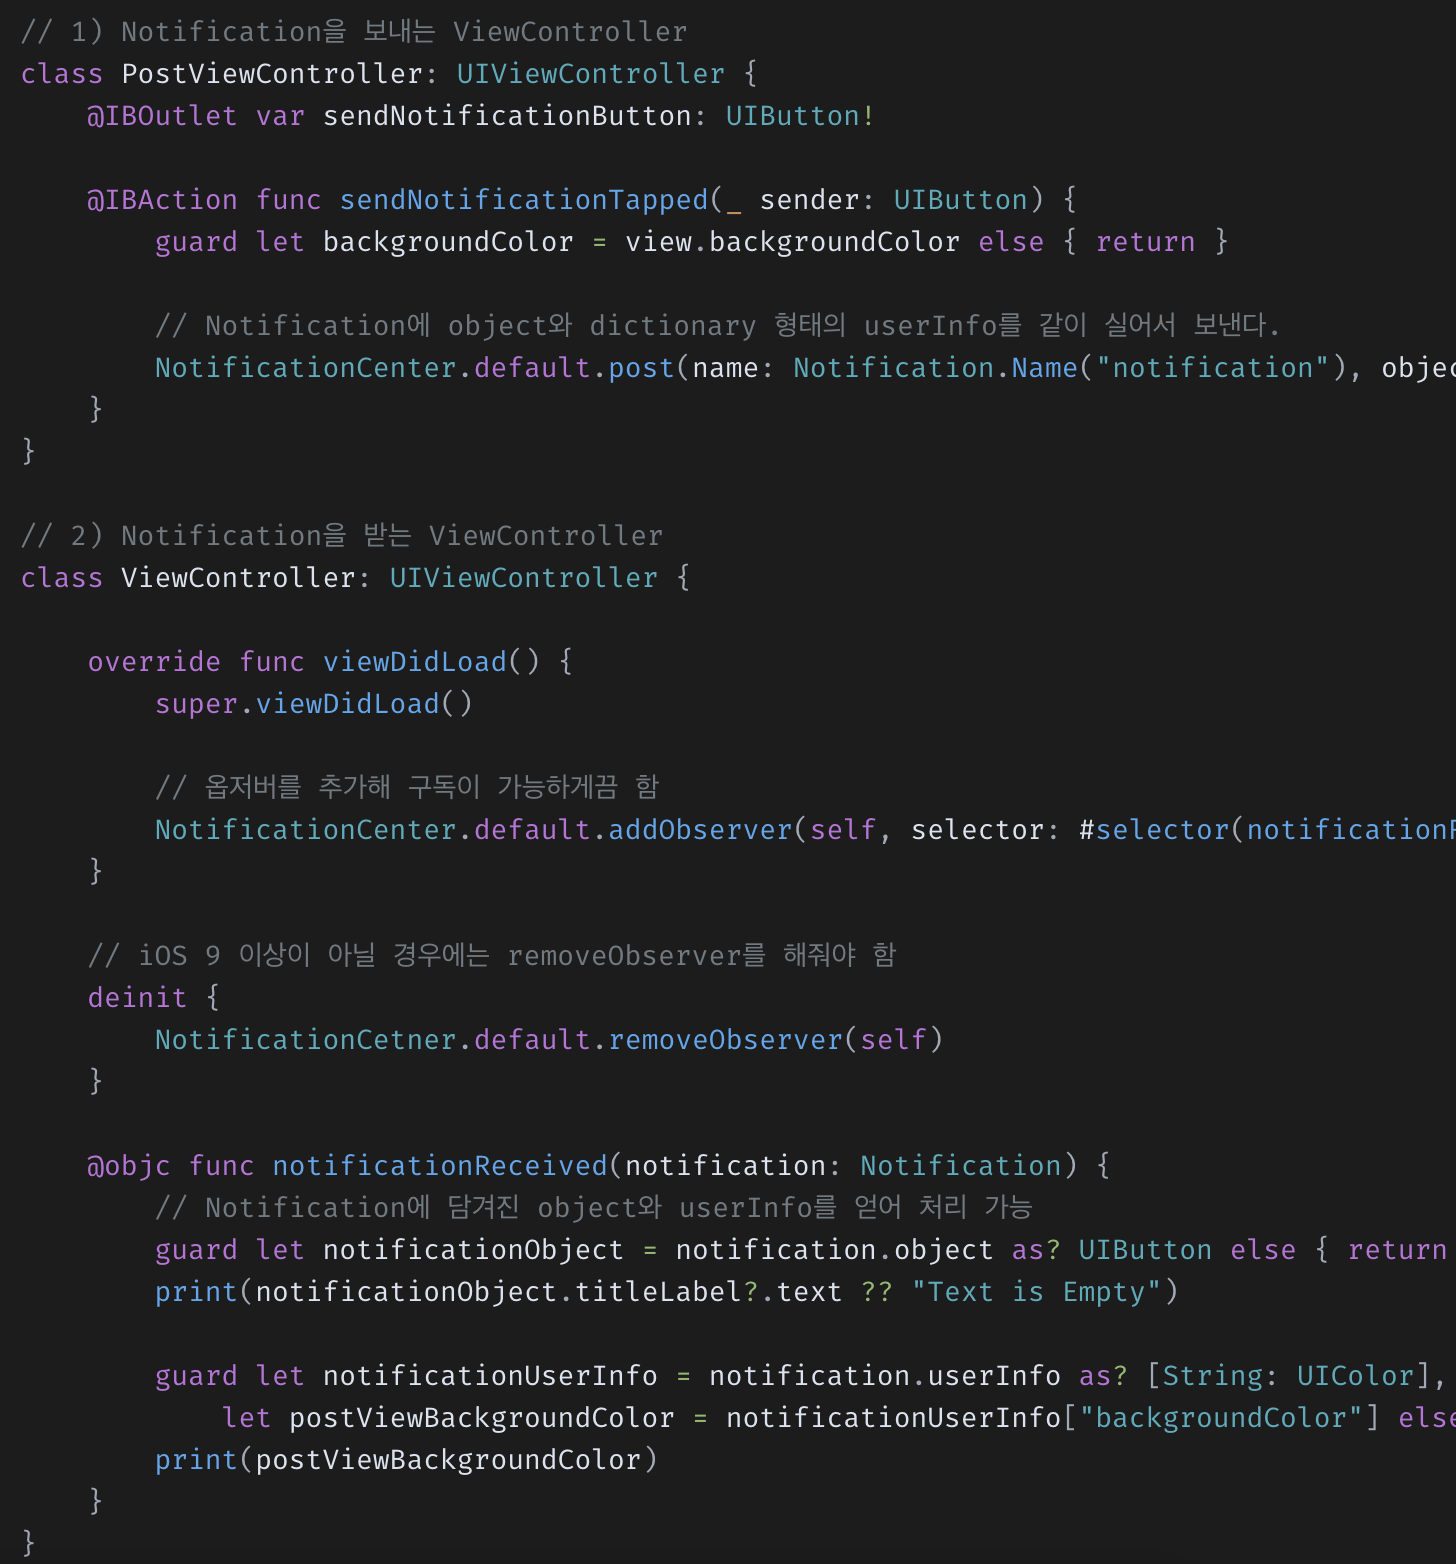 // 1) Notification을 보내는 ViewController
class PostViewController: UIViewController {
    @IBOutlet var sendNotificationButton: UIButton!

    @IBAction func sendNotificationTapped(_ sender: UIButton) {
        guard let backgroundColor = view.backgroundColor else { return }

        // Notification에 object와 dictionary 형태의 userInfo를 같이 실어서 보낸다.
        NotificationCenter.default.post(name: Notification.Name("notification"), objec
    }
}

// 2) Notification을 받는 ViewController
class ViewController: UIViewController {

    override func viewDidLoad() {
        super.viewDidLoad()

        // 옵저버를 추가해 구독이 가능하게끔 함
        NotificationCenter.default.addObserver(self, selector: #selector(notification
    }

    // iOS 9 이상이 아닐 경우에는 removeObserver를 해줘야 함
    deinit {
        NotificationCetner.default.removeObserver(self)
    }

    @objc func notificationReceived(notification: Notification) {
        // Notification에 담겨진 object와 userInfo를 얻어 처리 가능
        guard let notificationObject = notification.object as? UIButton else { return
        print(notificationObject.titleLabel?.text ?? "Text is Empty")

        guard let notificationUserInfo = notification.userInfo as? [String: UIColor],
            let postViewBackgroundColor = notificationUserInfo["backgroundColor"] else
        print(postViewBackgroundColor)
    }
}